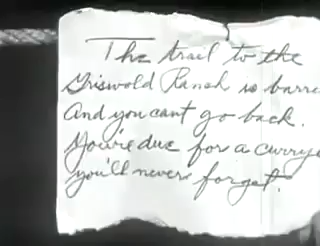 The trail to the
Griswold Ranch is barre
And you cant go back.
You're due for a
you'll never forget.